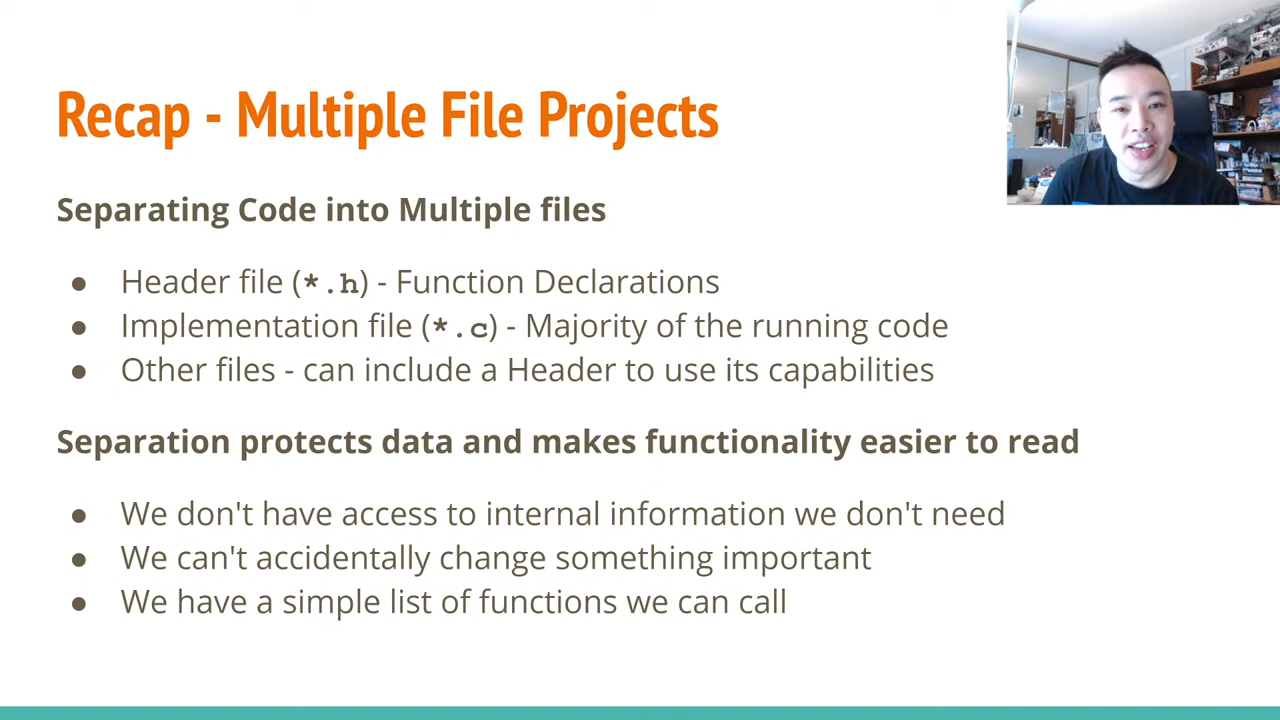 Recap - Multiple File Projects
Separating Code into Multiple files
● Header file (*.h) - Function Declarations
● Implementation file (*.c) - Majority of the running code
● Other files - can include a Header to use its capabilities
Separation protects data and makes functionality easier to read
● We don't have access to internal information we don't need
● We can't accidentally change something important
● We have a simple list of functions we can call